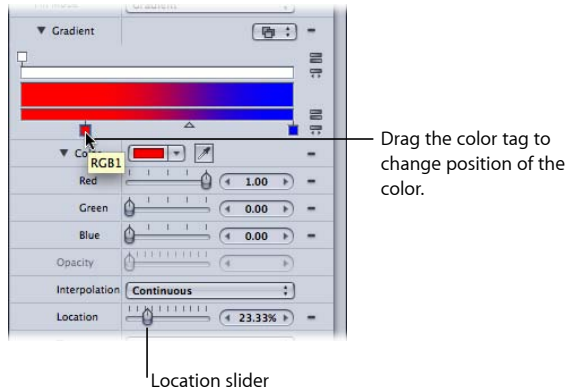 Gradient
Drag the color tag to
change position of the
color.
RGB1
Red 1.00
Green 0.00
Blue 0.00
Opacity
Interpolation Continuous
Location 23.33%
Location slider